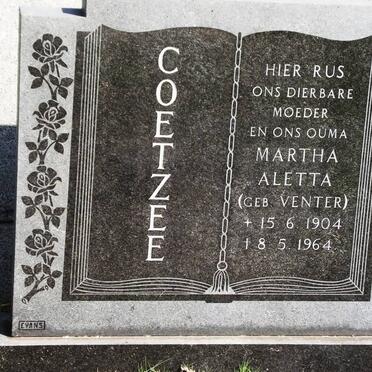 COETZEE
HIER RUS
ONS DIERBARE
MOEDER
EN ONS OUMA
MARTHA
ALETTA
(GEB VENTER)
+ 15.6.1904
+ 8.5.1964
EVANS